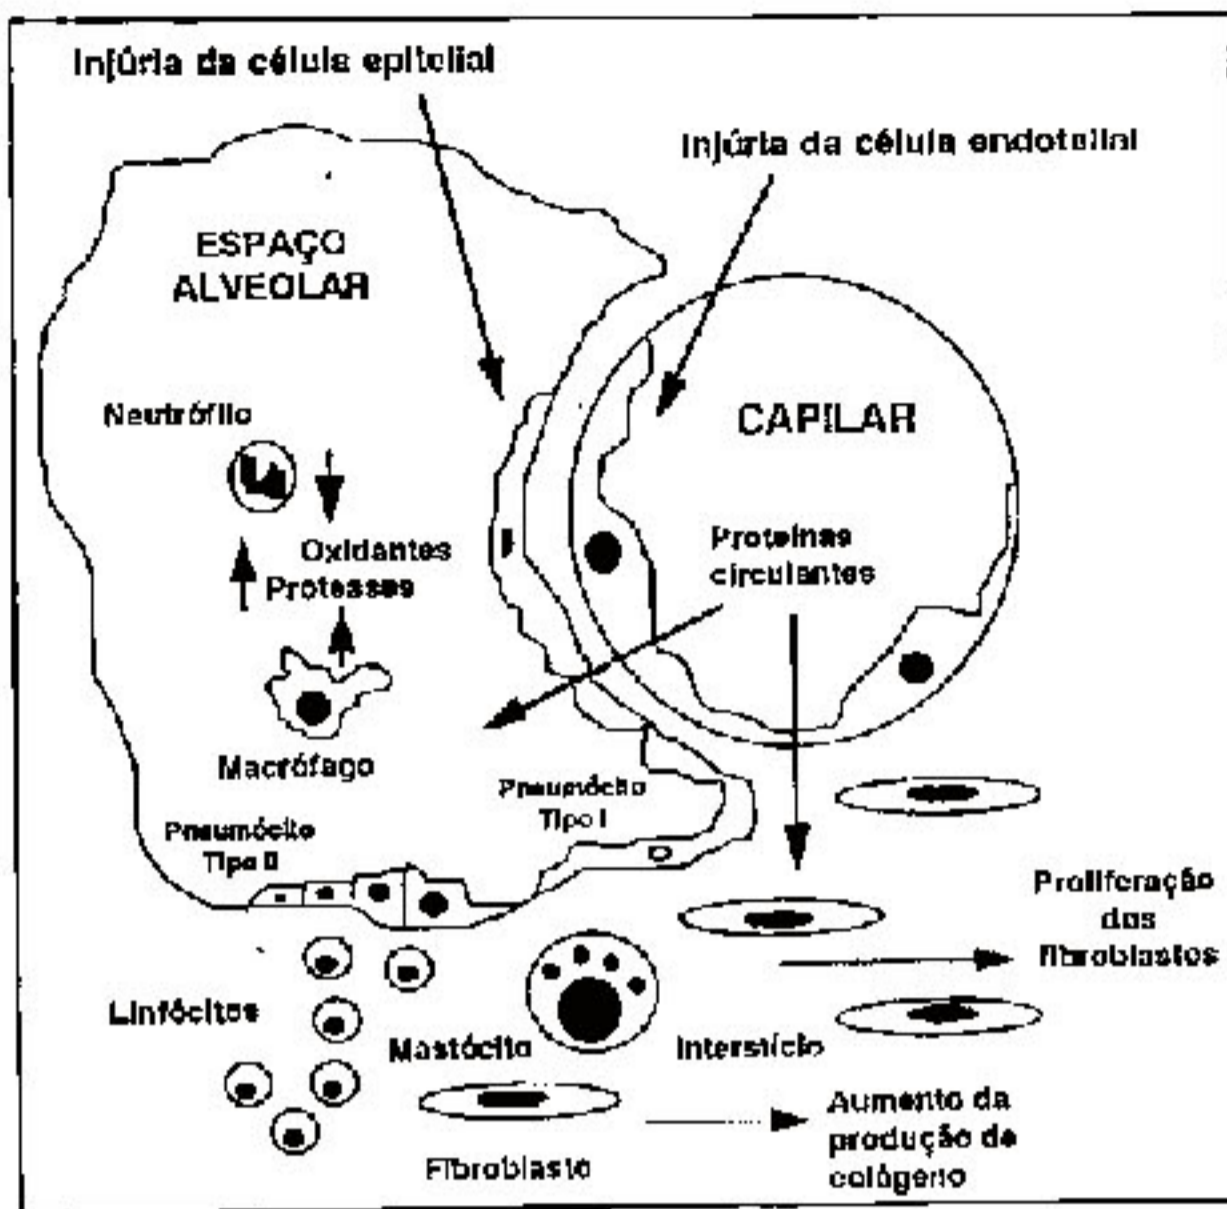 Injúria da célula epitelial
Injúria da célula endotelial
ESPAÇO
ALVEOLAR
Neutrófilo
CAPILAR
Oxidantes
Proteases
Proteínas
circulantes
Macrófago
Pneumócito
Tipo I
Pneumócito
Tipo II
Proliferação
dos
fibroblastos
Linfócitos
Mastócito
Interstício
Fibroblasto
Aumento da
produção de
colágeno